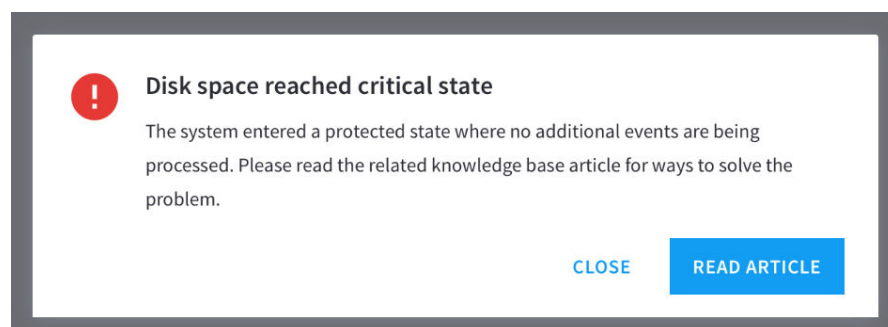 Disk space reached critical state
The system entered a protected state where no additional events are being
processed. Please read the related knowledge base article for ways to solve the
problem.
CLOSE READ ARTICLE